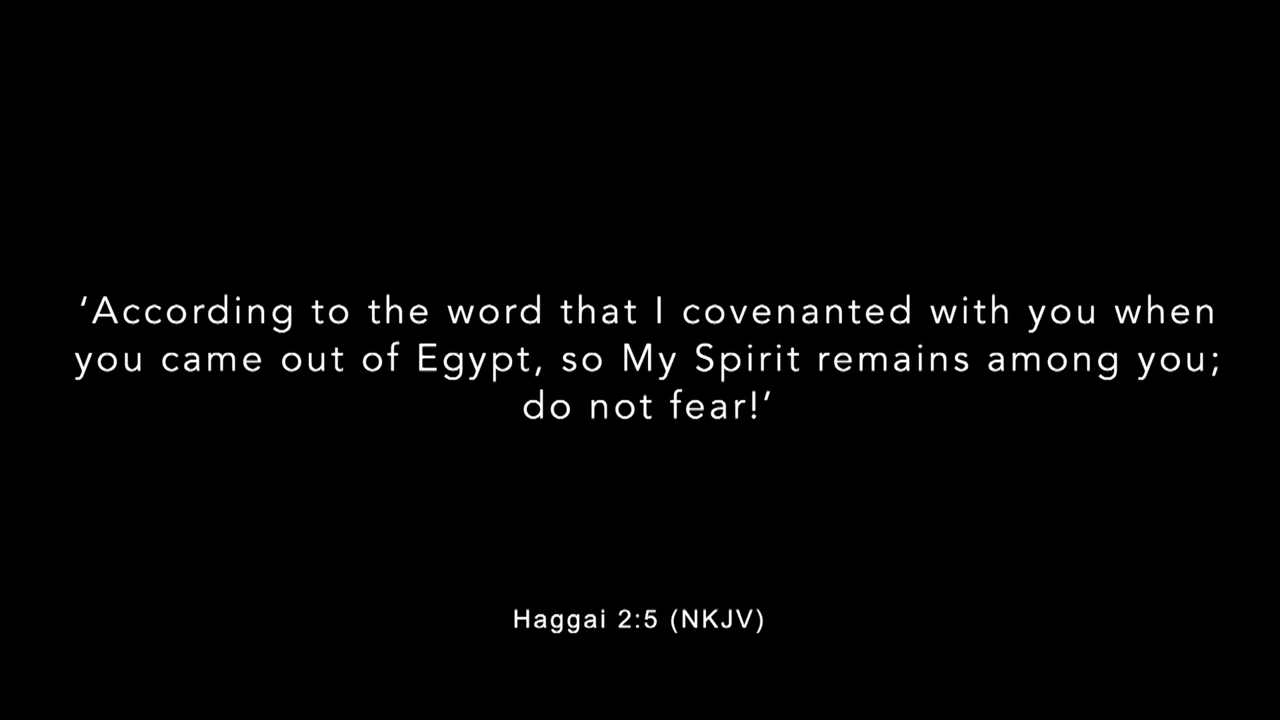 ‘According to the word that I covenanted with you when
you came out of Egypt, so My Spirit remains among you;
do not fear!’
Haggai 2:5 (NKJV)